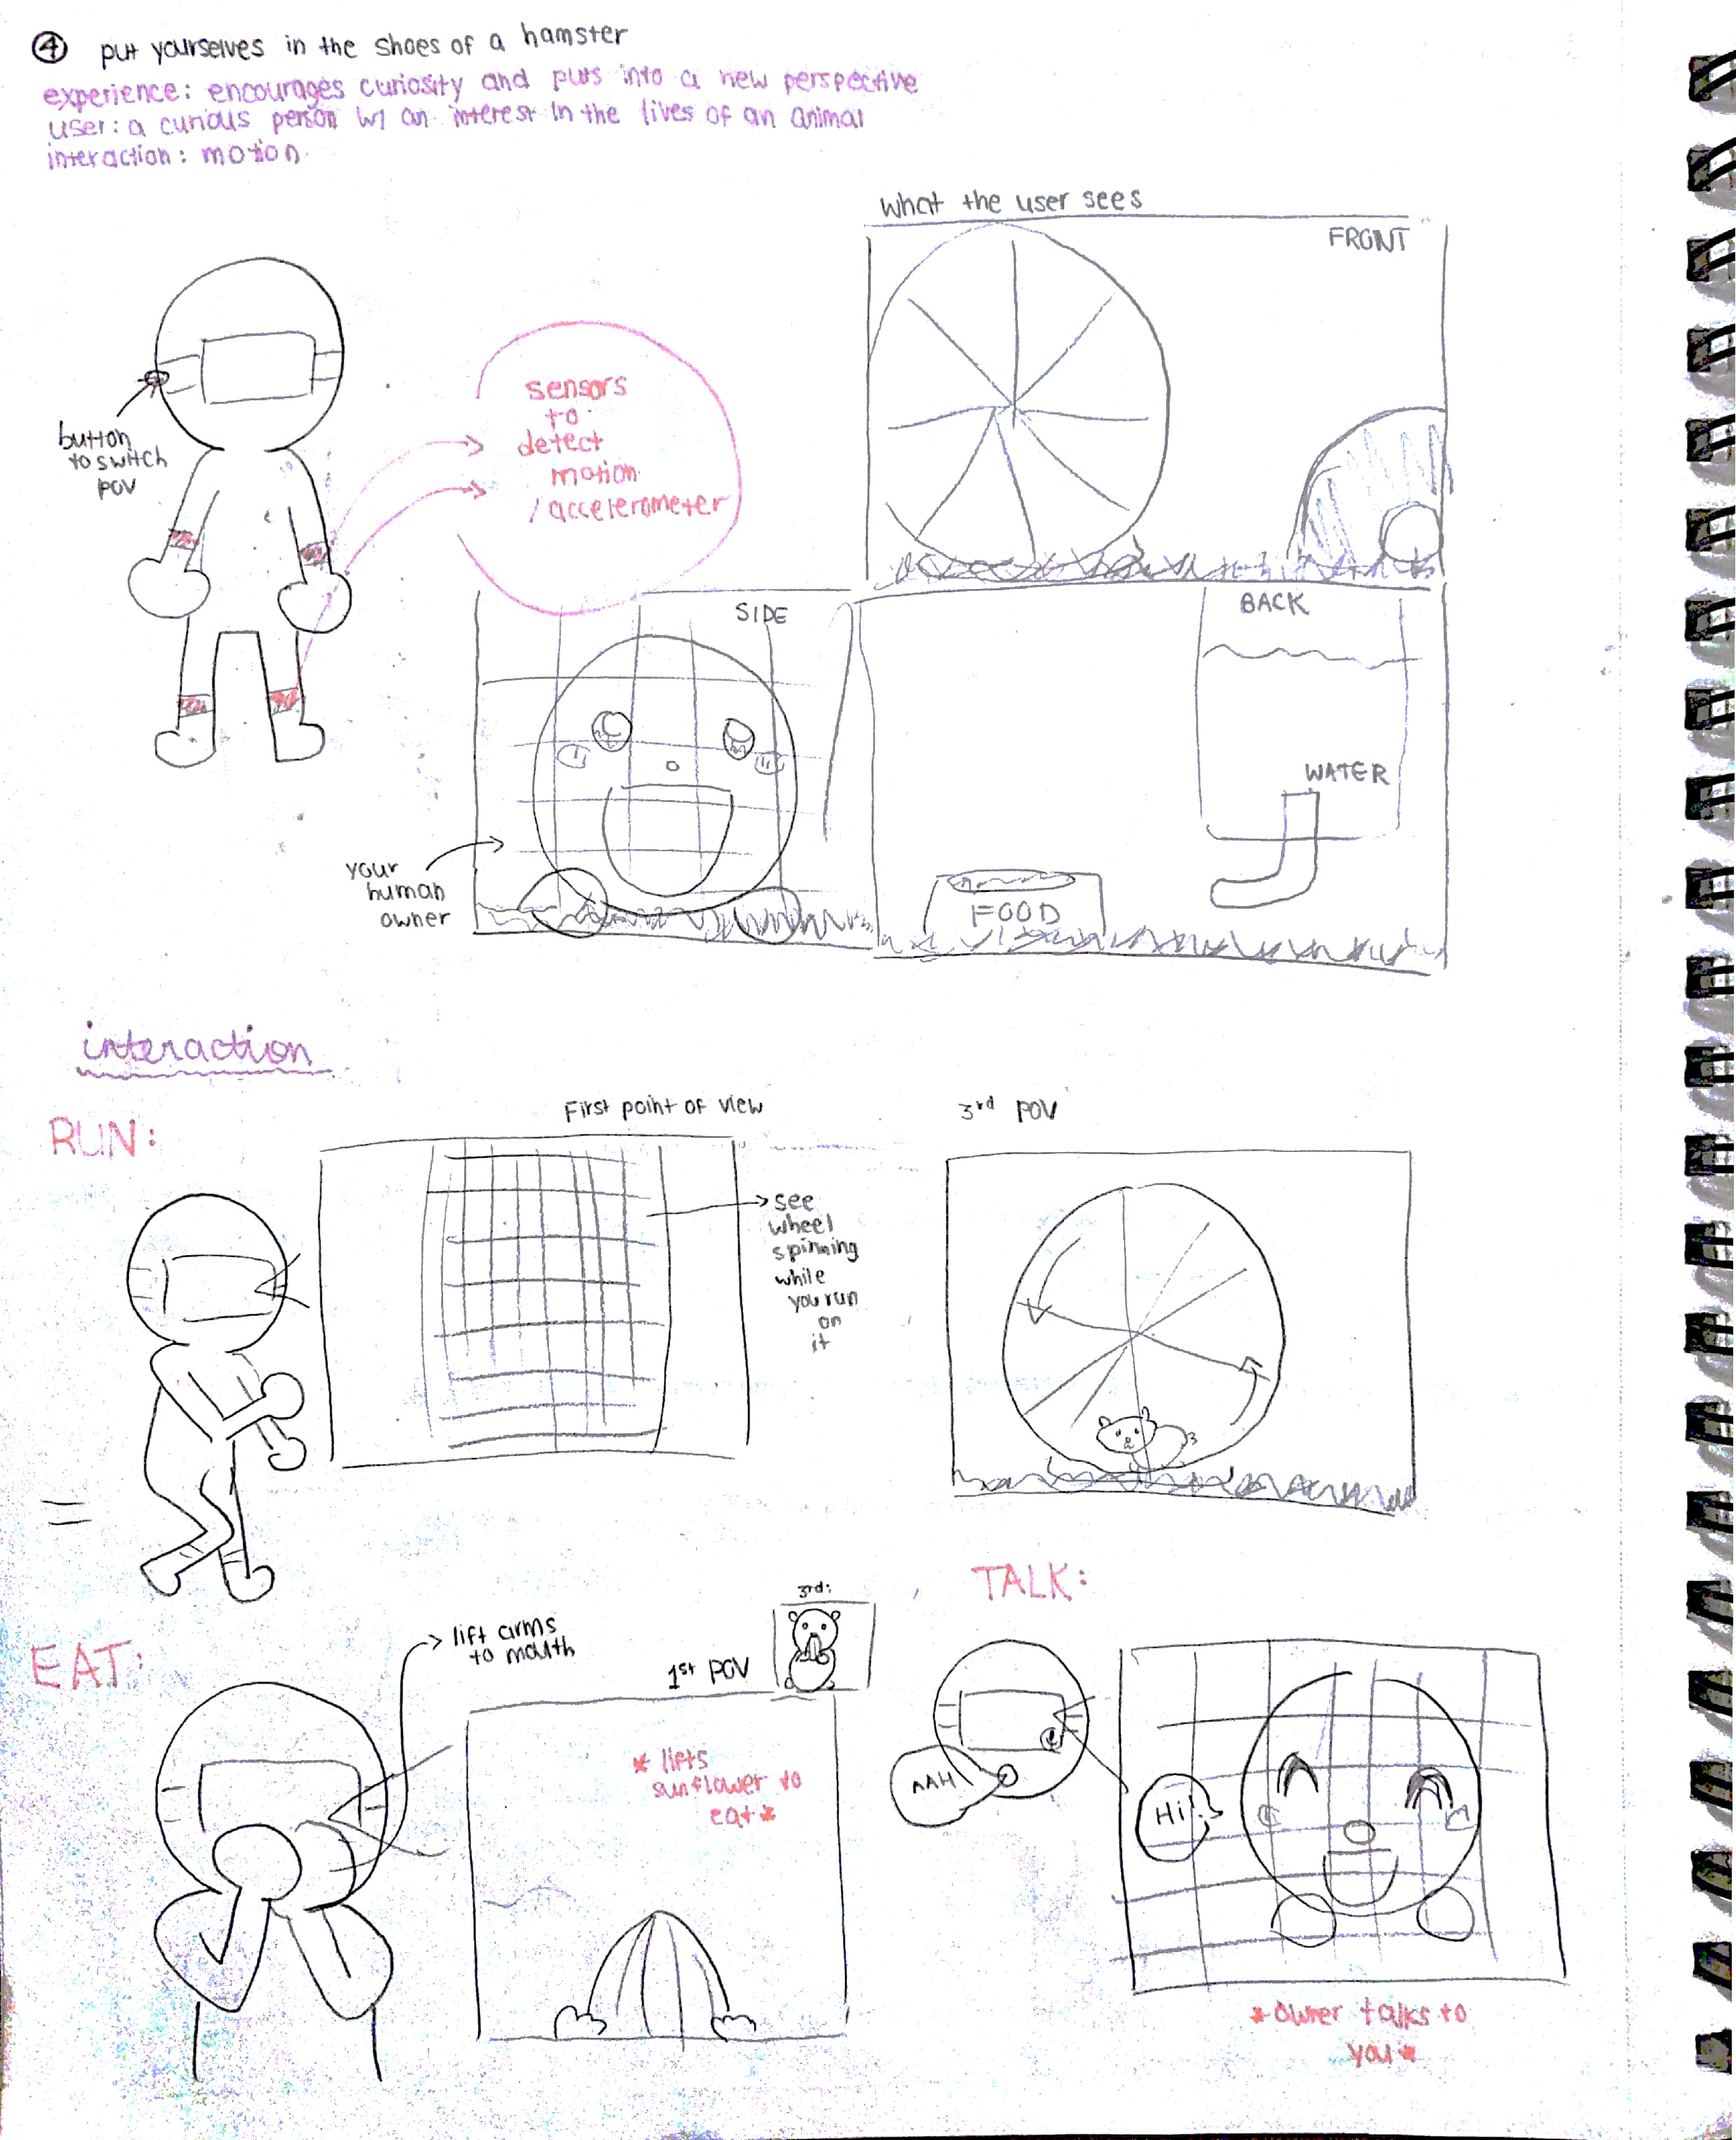 ④ put yourselves in the shoes of a hamster
experience: encourages curiosity and puts into a new perspective
user: a curious person w/ an interest in the lives of an animal
interaction: motion
what the user sees
FRONT
button
to switch
POV
sensors
to
detect
motion
/accelerometer
SIDE
BACK
WATER
FOOD
your
human
owner
interaction
RUN:
First point of view
3rd POV
see
wheel
spinning
while
you run
on
it
EAT:
lift arms
to mouth
1st POV
3rd:
* lifts
sunflower to
eat *
TALK:
AAH
Hi!
* owner talks to
you *